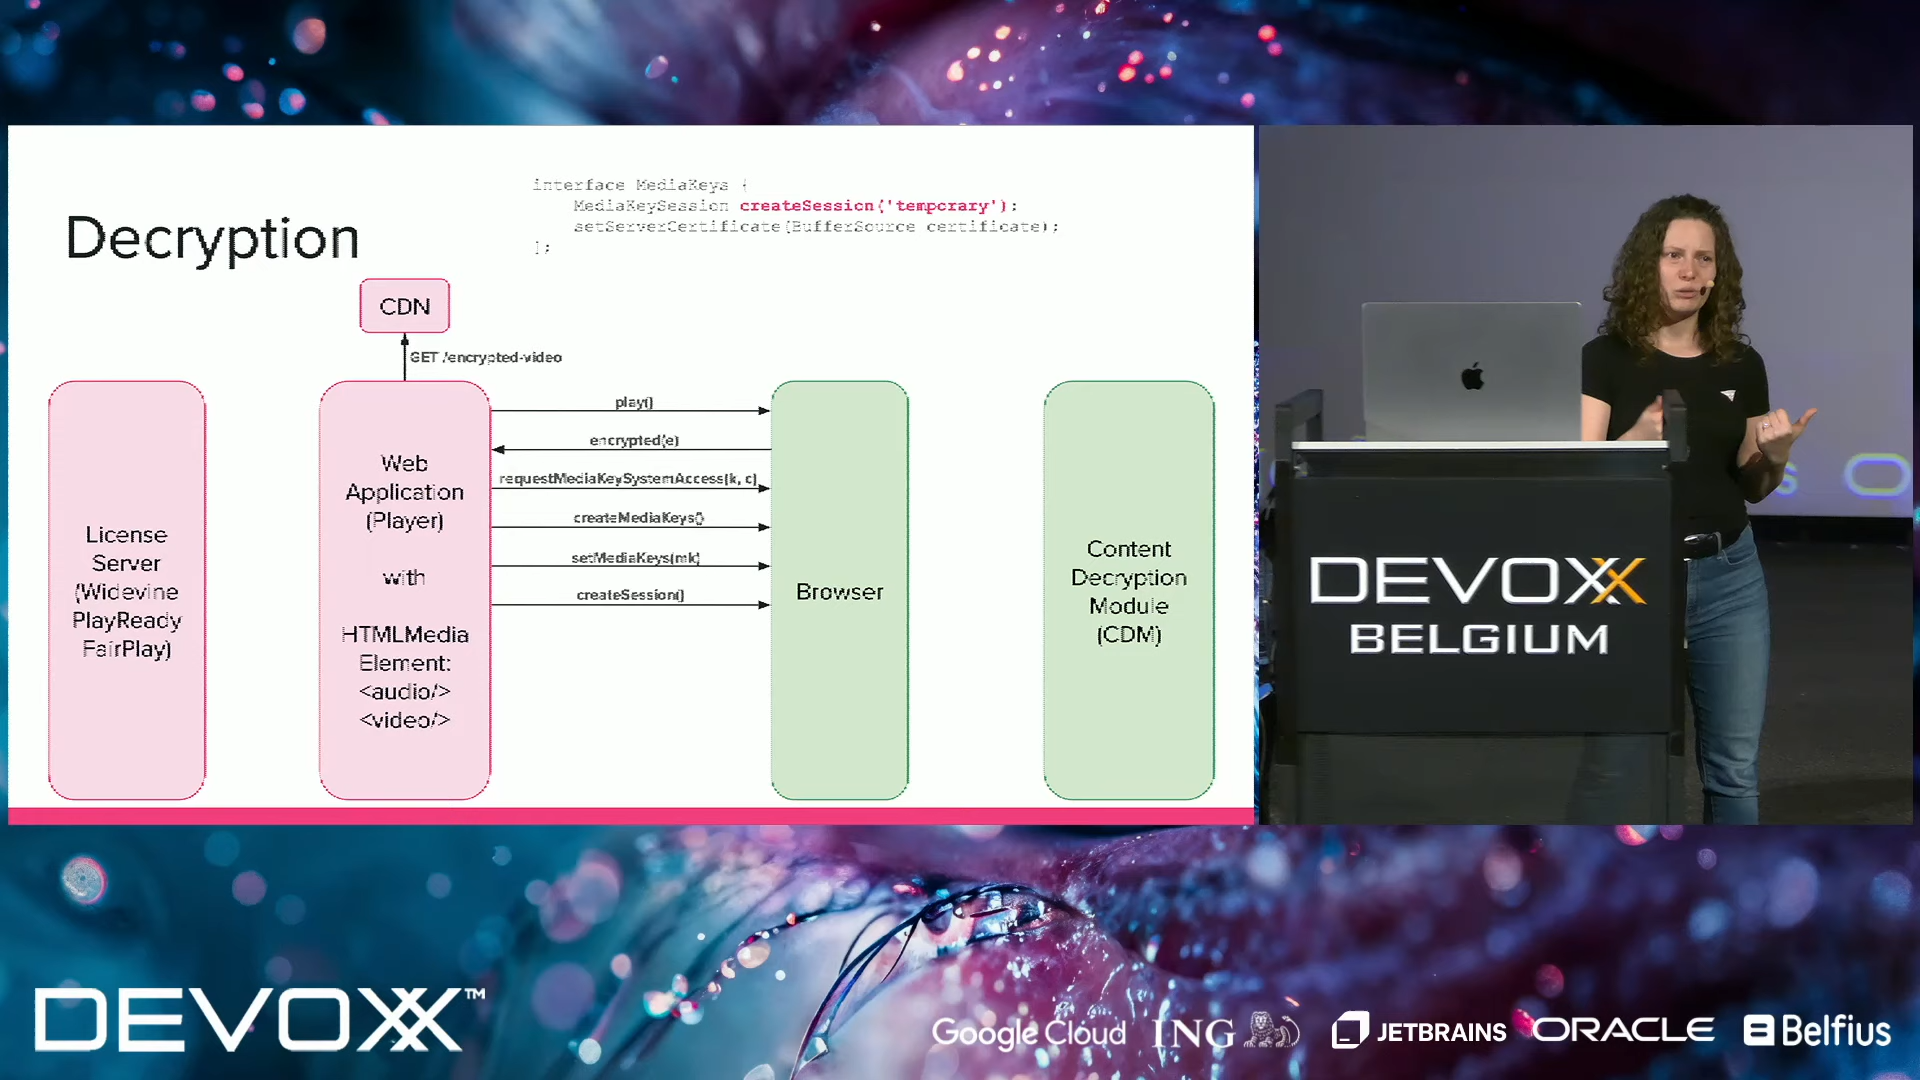 Decryption
interface MediaKeys {
MediaKeySession createSession('temporary');
setServerCertificate(BufferSource certificate);
};
CDN
GET /encrypted-video
License
Server
(Widevine
PlayReady
FairPlay)
Web
Application
(Player)
with
HTMLMedia
Element:
<audio/>
<video/>
play()
encrypted(e)
requestMediaKeySystemAccess(k, c)
createMediaKeys()
setMediaKeys(mk)
createSession()
Browser
Content
Decryption
Module
(CDM)
DEVOXX
BELGIUM
DEVOXX™
Google Cloud
ING
JETBRAINS
ORACLE
Belfius